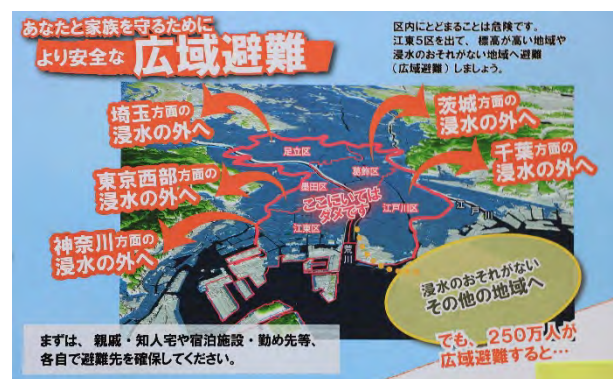 あなたと家族を守るために
より安全な広域避難
区内にとどまることは危険です。
江東5区を出て、標高が高い地域や
浸水のおそれがない地域へ避難
(広域避難)しましょう。
埼玉方面の
浸水の外へ
茨城方面の
浸水の外へ
千葉方面の
浸水の外へ
東京西部方面の
浸水の外へ
神奈川方面の
浸水の外へ
足立区
葛飾区
墨田区
江戸川区
江東区
ここにいては
ダメです
荒川
江戸川
浸水のおそれがない
その他の地域へ
まずは、親戚・知人宅や宿泊施設・勤め先等、
各自で避難先を確保してください。
でも、250万人が
広域避難すると…